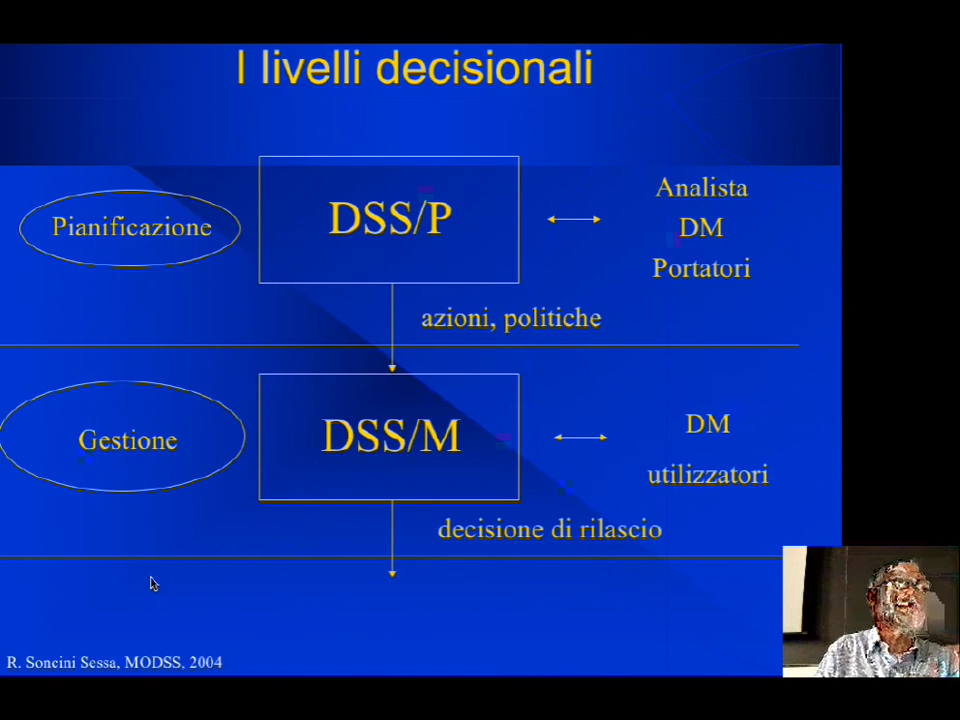 I livelli decisionali
Pianificazione
DSS/P
Analista
DM
Portatori
azioni, politiche
Gestione
DSS/M
DM
utilizzatori
decisione di rilascio
R. Soncini Sessa, MODSS, 2004